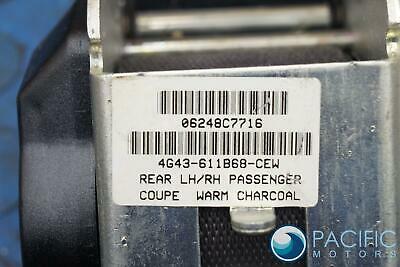 06248C7716
4G43-611B68-CEW
REAR LH/RH PASSENGER
COUPE WARM CHARCOAL
PACIFIC
MOTORS